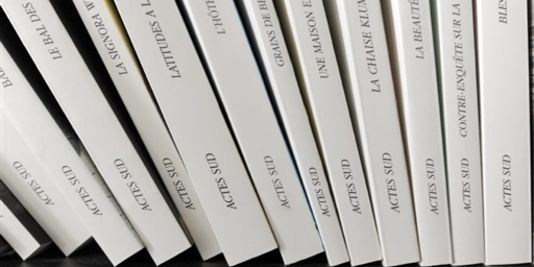 ACTES SUD
LE BAL DES
ACTES SUD
LA SIGNORA W
ACTES SUD
LATITUDES A L
ACTES SUD
L'HÔTE
ACTES SUD
GRAINS DE BE
ACTES SUD
UNE MAISON E
ACTES SUD
LA CHAISE KLUM
ACTES SUD
LA BEAUTÉ
ACTES SUD
CONTRE-ENQUÊTE SUR LA
ACTES SUD
BLES
ACTES SUD